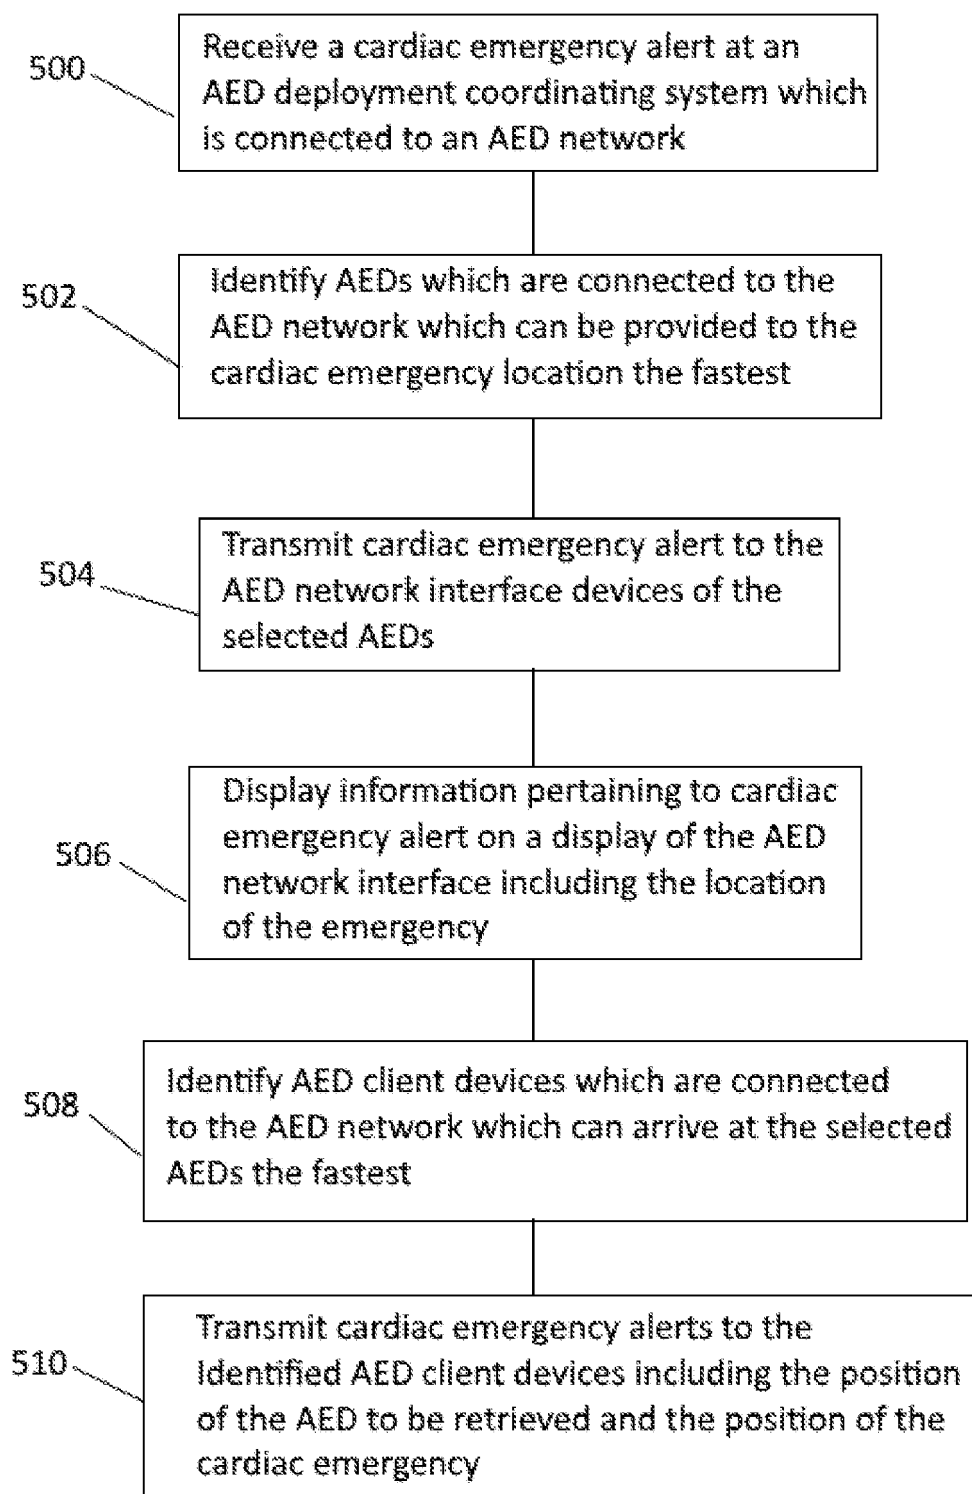 500
Receive a cardiac emergency alert at an
AED deployment coordinating system which
is connected to an AED network
502
Identify AEDs which are connected to the
AED network which can be provided to the
cardiac emergency location the fastest
504
Transmit cardiac emergency alert to the
AED network interface devices of the
selected AEDs
506
Display information pertaining to cardiac
emergency alert on a display of the AED
network interface including the location
of the emergency
508
Identify AED client devices which are connected
to the AED network which can arrive at the selected
AEDs the fastest
510
Transmit cardiac emergency alerts to the
Identified AED client devices including the position
of the AED to be retrieved and the position of the
cardiac emergency